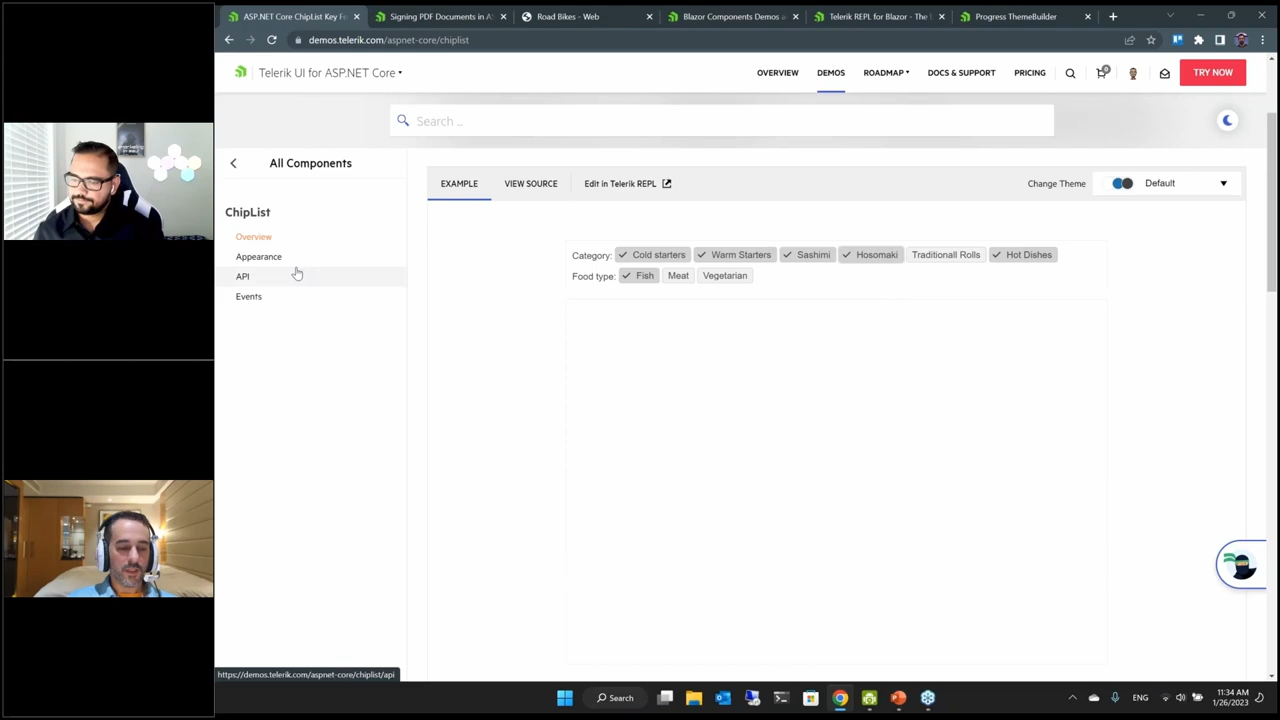 ASP.NET Core ChipList Key Fe
Signing PDF Documents in AS
Road Bikes - Web
Blazor Components Demos a
Telerik REPL for Blazor - The
Progress ThemeBuilder
demos.telerik.com/aspnet-core/chiplist
Telerik UI for ASP.NET Core
OVERVIEW
DEMOS
ROADMAP
DOCS & SUPPORT
PRICING
0
TRY NOW
Search ..
All Components
ChipList
Overview
Appearance
API
Events
EXAMPLE
VIEW SOURCE
Edit in Telerik REPL
Change Theme
Default
Category: Cold starters Warm Starters Sashimi Hosomaki Traditionall Rolls Hot Dishes
Food type: Fish Meat Vegetarian
https://demos.telerik.com/aspnet-core/chiplist/api
Search
ENG
11:34 AM
1/26/2023